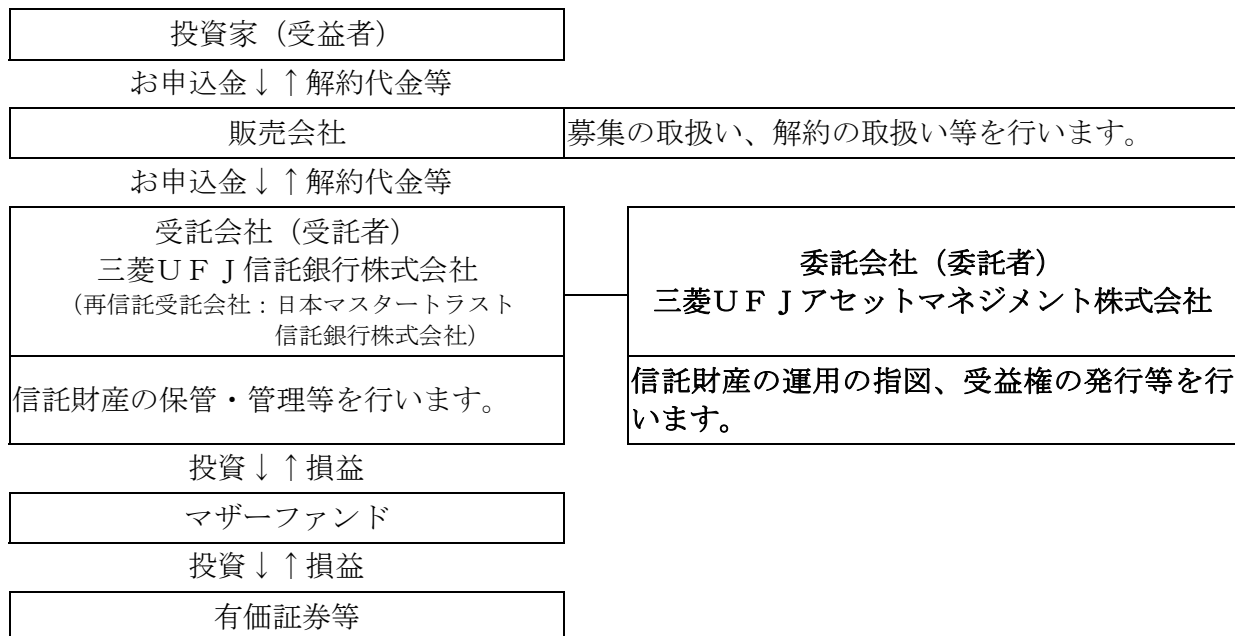 投資家（受益者）
お申込金↓↑解約代金等
販売会社
募集の取扱い、解約の取扱い等を行います。
お申込金↓↑解約代金等
受託会社（受託者）
三菱ＵＦＪ信託銀行株式会社
（再信託受託会社：日本マスタートラスト
信託銀行株式会社）
信託財産の保管・管理等を行います。
委託会社（委託者）
三菱ＵＦＪアセットマネジメント株式会社
信託財産の運用の指図、受益権の発行等を行
います。
投資↓↑損益
マザーファンド
投資↓↑損益
有価証券等